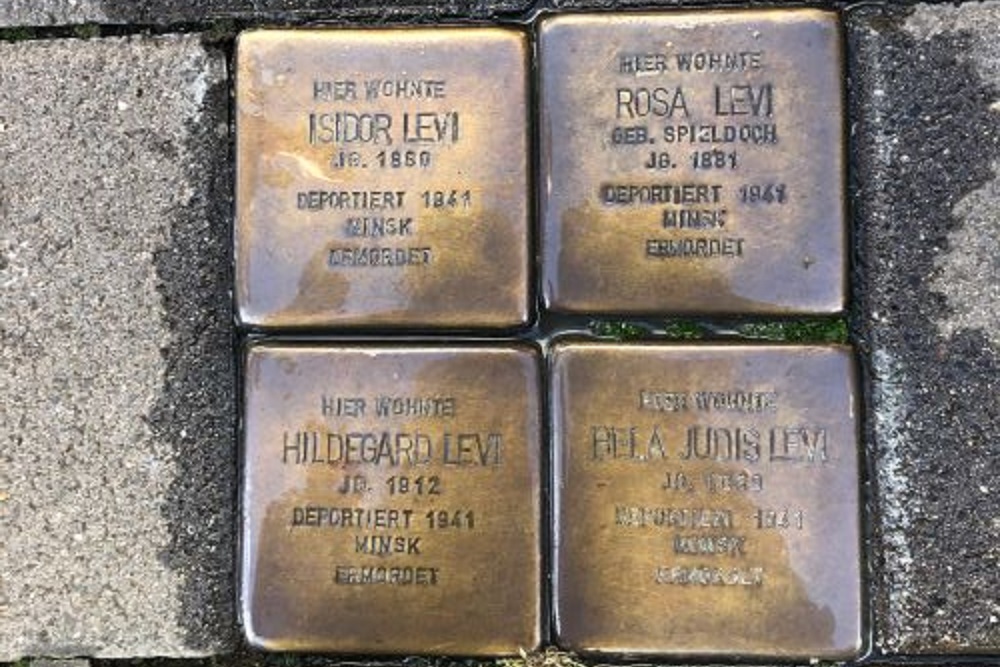 HIER WOHNTE
ISIDOR LEVI
JG. 1880
DEPORTIERT 1941
MINSK
ERMORDET
HIER WOHNTE
ROSA LEVI
GEB. SPIELDOCH
JG. 1881
DEPORTIERT 1941
MINSK
ERMORDET
HIER WOHNTE
HILDEGARD LEVI
JG. 1912
DEPORTIERT 1941
MINSK
ERMORDET
HIER WOHNTE
BELA JUDIS LEVI
JG.
DEPORTIERT 1941
MINSK
ERMORDET